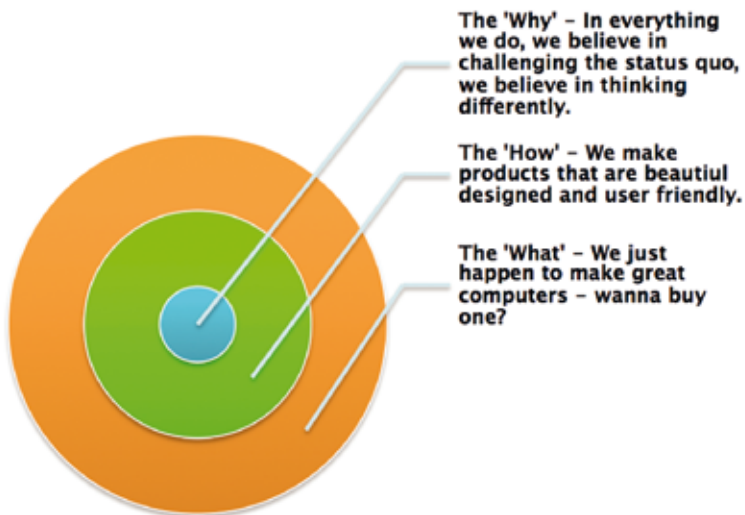 The 'Why' – In everything
we do, we believe in
challenging the status quo,
we believe in thinking
differently.
The 'How' – We make
products that are beautiul
designed and user friendly.
The 'What' – We just
happen to make great
computers – wanna buy
one?